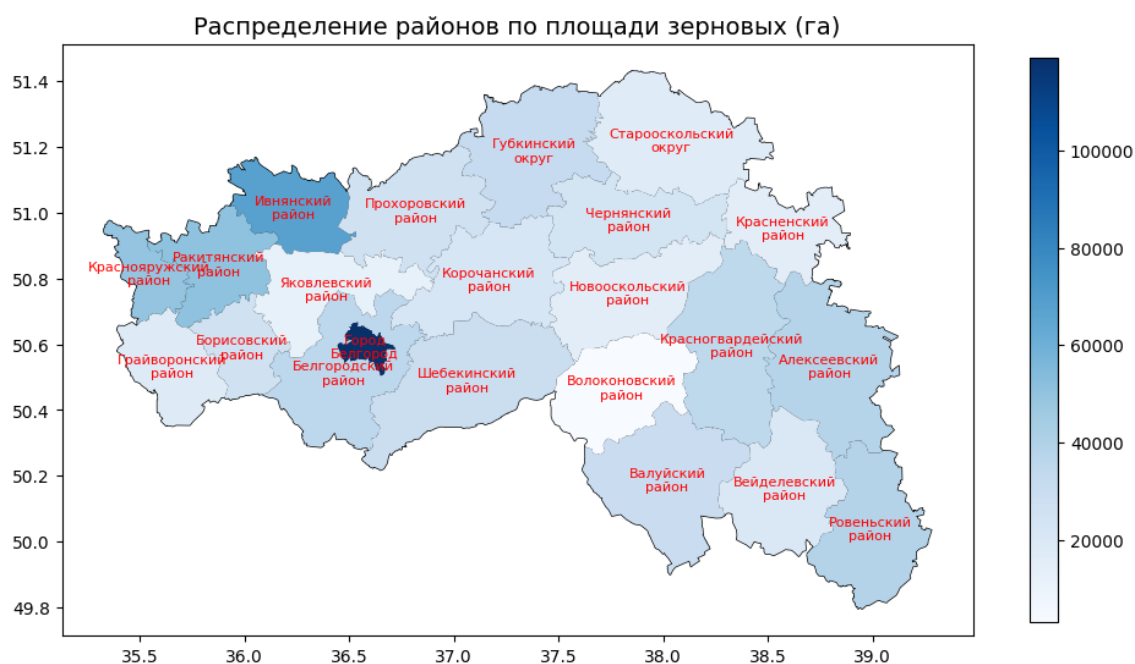 Распределение районов по площади зерновых (га)
51.4
51.2
51.0
50.8
50.6
50.4
50.2
50.0
49.8
35.5
36.0
36.5
37.0
37.5
38.0
38.5
39.0
100000
80000
60000
40000
20000
Губкинский
округ
Старооскольский
округ
Ивнянский
район
Прохоровский
район
Чернянский
район
Красненский
район
Краснояружский
район
Ракитянский
район
Яковлевский
район
Корочанский
район
Новооскольский
район
Грайворонский
район
Борисовский
район
Город
Белгород
Белгородский
район
Шебекинский
район
Волоконовский
район
Красногвардейский
район
Алексеевский
район
Валуйский
район
Вейделевский
район
Ровеньский
район